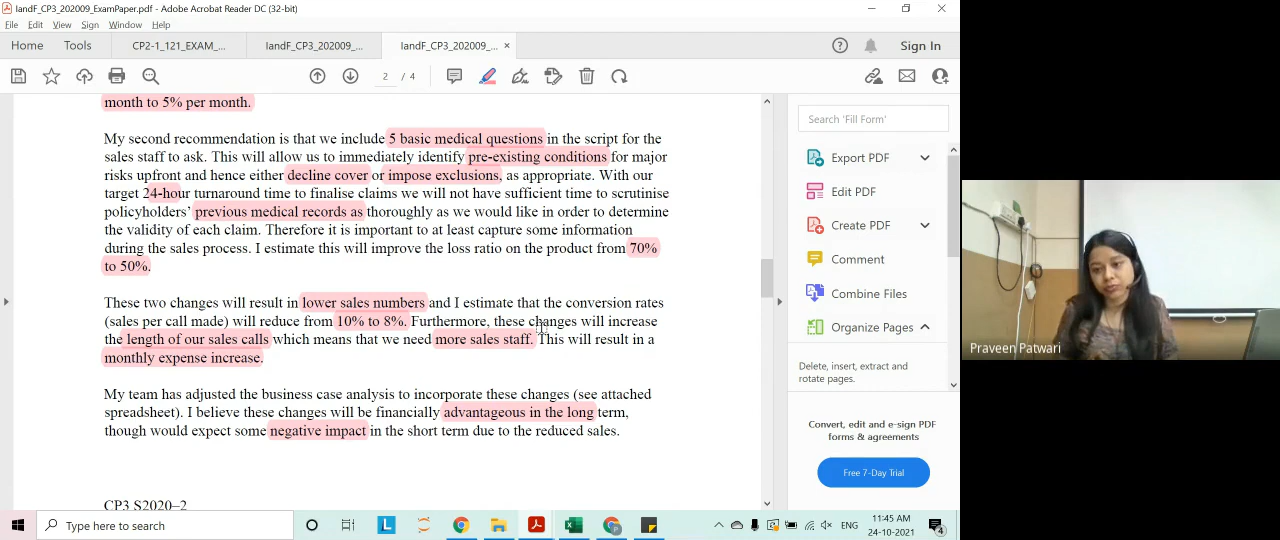 IandF_CP3_202009_ExamPaper.pdf - Adobe Acrobat Reader DC (32-bit)
File Edit View Sign Window Help
Home Tools CP2-1_121_EXAM_... IandF_CP3_202009_... IandF_CP3_202009_... × Sign In
2 / 4
month to 5% per month.
My second recommendation is that we include 5 basic medical questions in the script for the
sales staff to ask. This will allow us to immediately identify pre-existing conditions for major
risks upfront and hence either decline cover or impose exclusions, as appropriate. With our
target 24-hour turnaround time to finalise claims we will not have sufficient time to scrutinise
policyholders’ previous medical records as thoroughly as we would like in order to determine
the validity of each claim. Therefore it is important to at least capture some information
during the sales process. I estimate this will improve the loss ratio on the product from 70%
to 50%.
These two changes will result in lower sales numbers and I estimate that the conversion rates
(sales per call made) will reduce from 10% to 8%. Furthermore, these changes will increase
the length of our sales calls which means that we need more sales staff. This will result in a
monthly expense increase.
My team has adjusted the business case analysis to incorporate these changes (see attached
spreadsheet). I believe these changes will be financially advantageous in the long term,
though would expect some negative impact in the short term due to the reduced sales.
CP3 S2020–2
Search 'Fill Form'
Export PDF
Edit PDF
Create PDF
Comment
Combine Files
Organize Pages
Delete, insert, extract and
rotate pages.
Convert, edit and e-sign PDF
forms & agreements
Free 7-Day Trial
Praveen Patwari
Type here to search
ENG
11:45 AM
24-10-2021
4